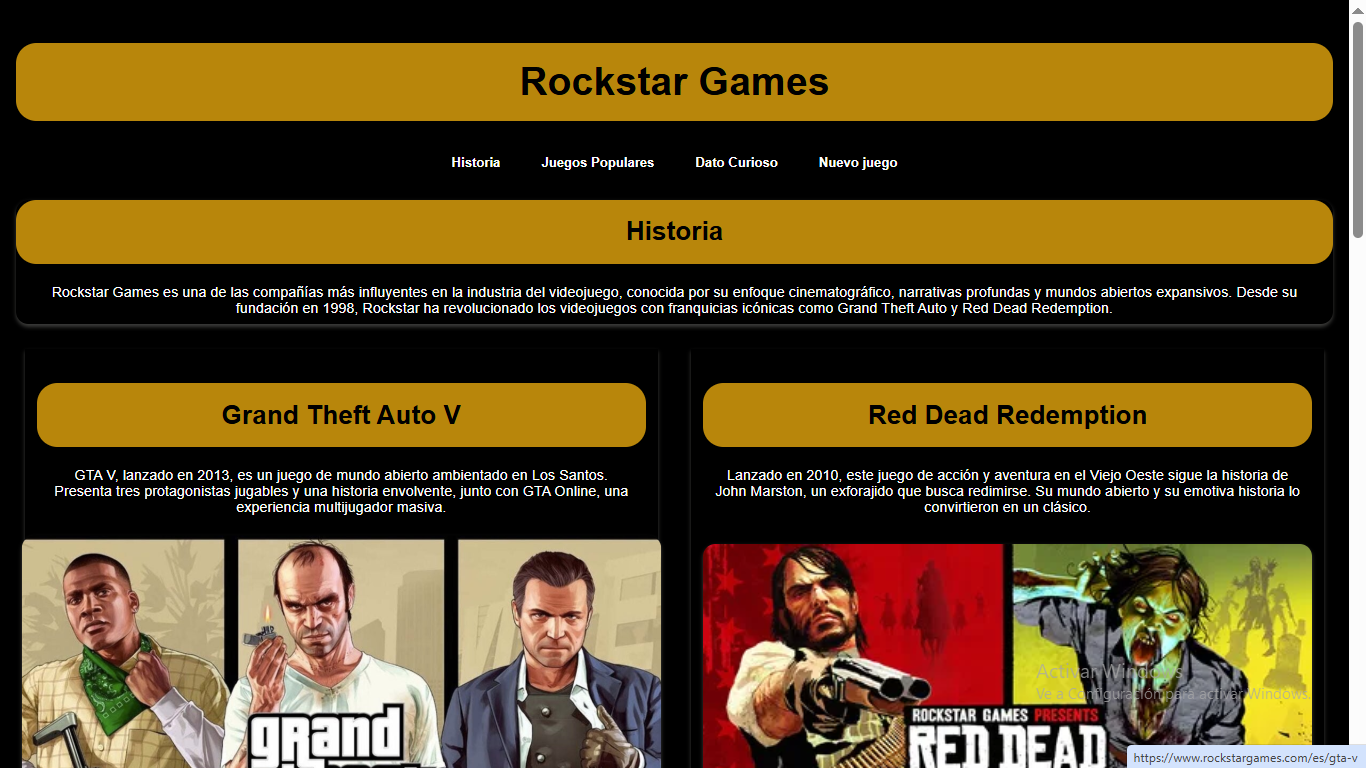 Rockstar Games
Historia Juegos Populares Dato Curioso Nuevo juego
Historia
Rockstar Games es una de las compañías más influyentes en la industria del videojuego, conocida por su enfoque cinematográfico, narrativas profundas y mundos abiertos expansivos. Desde su
fundación en 1998, Rockstar ha revolucionado los videojuegos con franquicias icónicas como Grand Theft Auto y Red Dead Redemption.
Grand Theft Auto V
GTA V, lanzado en 2013, es un juego de mundo abierto ambientado en Los Santos.
Presenta tres protagonistas jugables y una historia envolvente, junto con GTA Online, una
experiencia multijugador masiva.
grand
Red Dead Redemption
Lanzado en 2010, este juego de acción y aventura en el Viejo Oeste sigue la historia de
John Marston, un exforajido que busca redimirse. Su mundo abierto y su emotiva historia lo
convirtieron en un clásico.
ROCKSTAR GAMES PRESENTS
RED DEAD
Activar Windows
Ve a Configuración para activar Windows.
https://www.rockstargames.com/es/gta-v